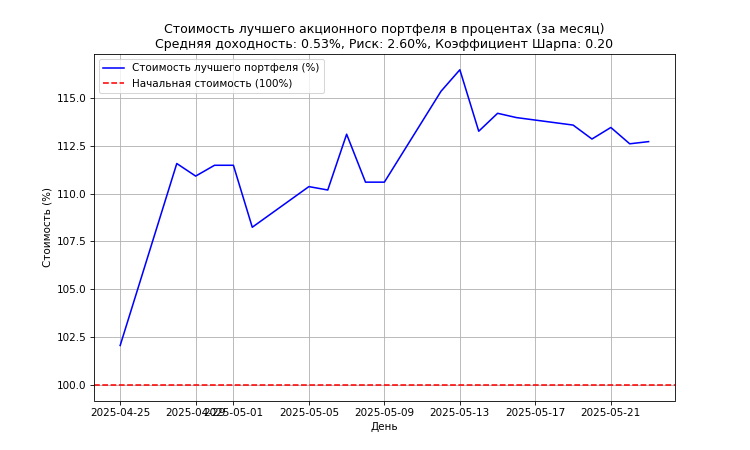 Стоимость лучшего акционного портфеля в процентах (за месяц)
Средняя доходность: 0.53%, Риск: 2.60%, Коэффициент Шарпа: 0.20
Стоимость лучшего портфеля (%)
Начальная стоимость (100%)
Стоимость (%)
115.0
112.5
110.0
107.5
105.0
102.5
100.0
2025-04-25 2025-04-29 2025-05-01 2025-05-05 2025-05-09 2025-05-13 2025-05-17 2025-05-21
День